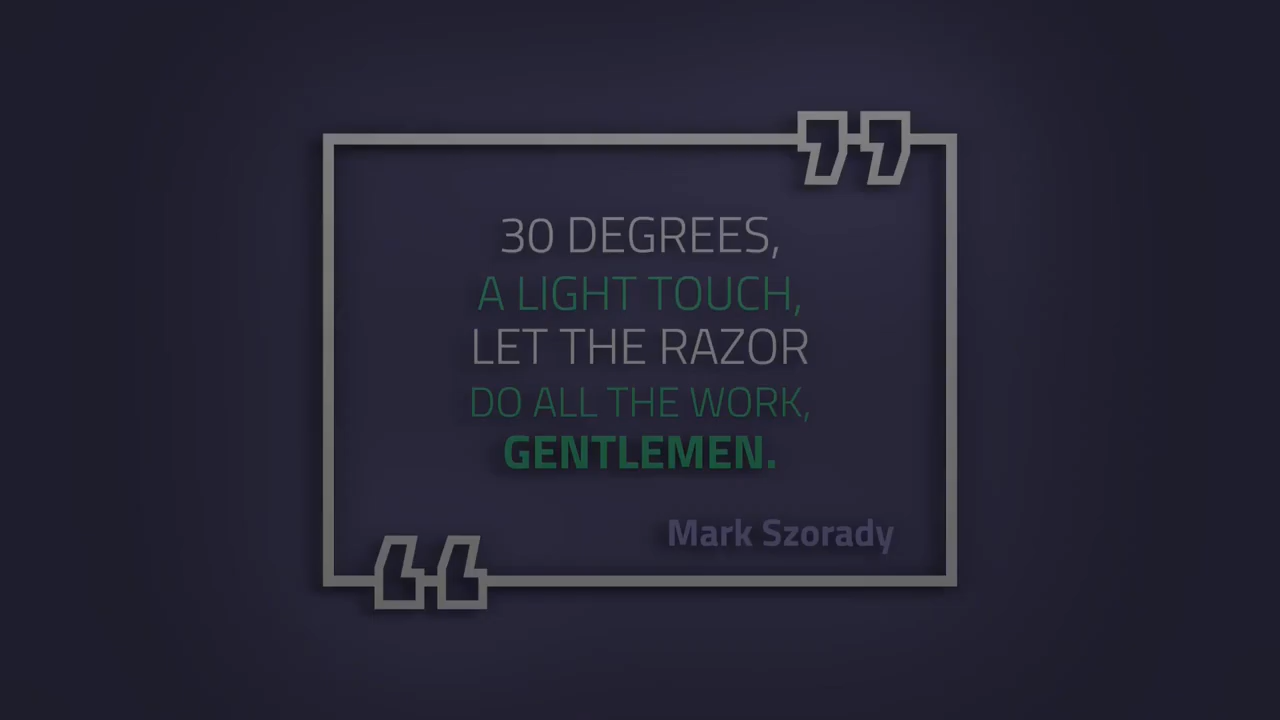 30 DEGREES,
A LIGHT TOUCH,
LET THE RAZOR
DO ALL THE WORK,
GENTLEMEN.
Mark Szorady